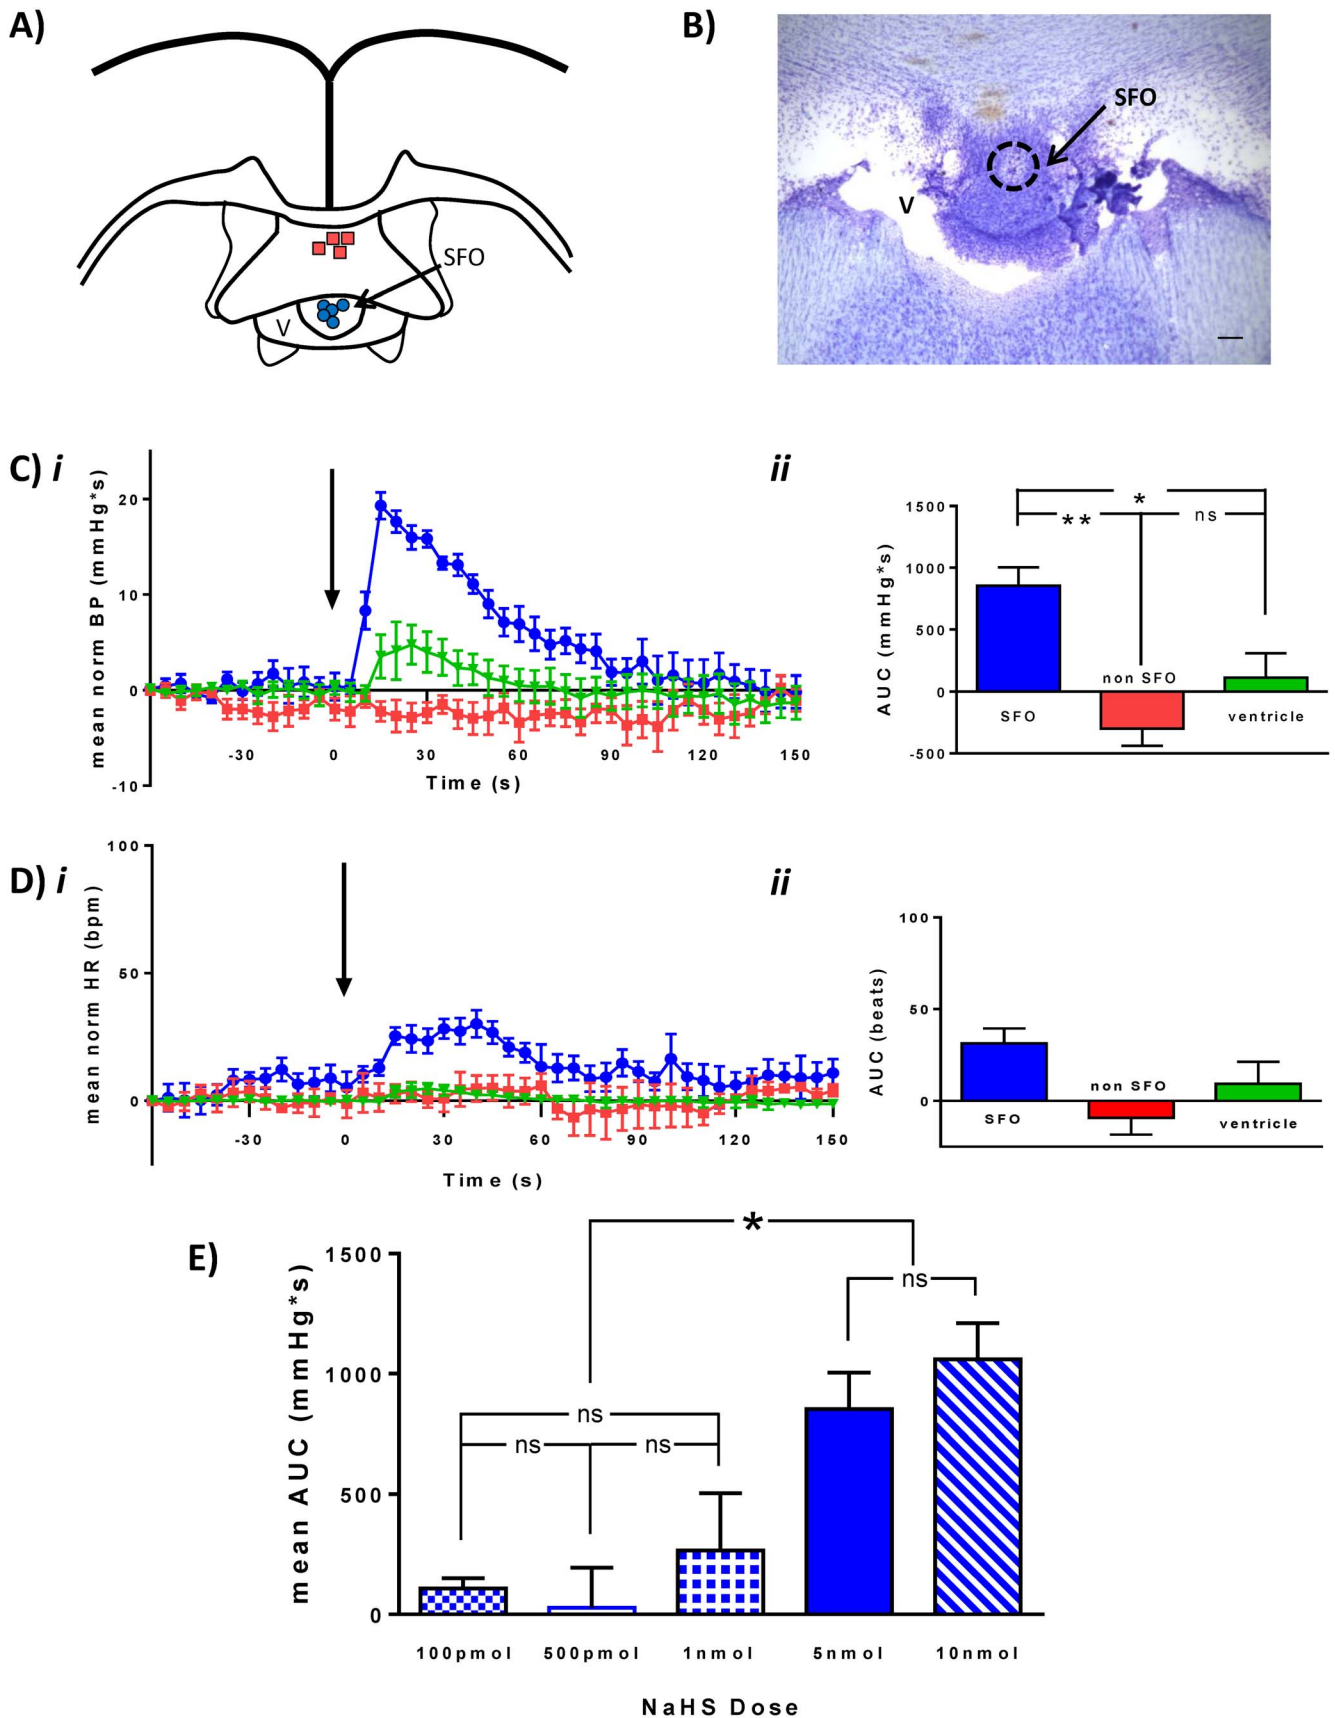 A)
SFO
V
B)
SFO
V
C) i
mean norm BP (mmHg*s)
20
10
0
-10
-30 0 30 60 90 120 150
Time (s)
ii
AUC (mmHg*s)
1500
1000
500
0
-500
*
** ns
SFO
non SFO
ventricle
D) i
mean norm HR (bpm)
100
50
0
-30 0 30 60 90 120 150
Time (s)
ii
AUC (beats)
100
50
0
SFO
non SFO
ventricle
E)
mean AUC (mmHg*s)
1500
1000
500
0
*
ns
ns
ns ns
100pmol 500pmol 1nmol 5nmol 10nmol
NaHS Dose